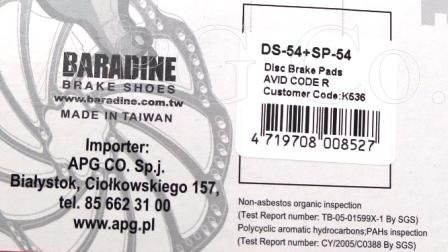 BARADINE
BRAKE SHOES
www.baradine.com.tw
MADE IN TAIWAN
Importer:
APG CO. Sp.j.
Białystok, Ciołkowskiego 157,
tel. 85 662 31 00
www.apg.pl
DS-54+SP-54
Disc Brake Pads
AVID CODE R
Customer Code:K536
4 719708 008527
Non-asbestos organic inspection
(Test Report number: TB-05-01599X-1 By SGS)
Polycyclic aromatic hydrocarbons;PAHs inspection
(Test Report number: CY/2005/C0388 By SGS)